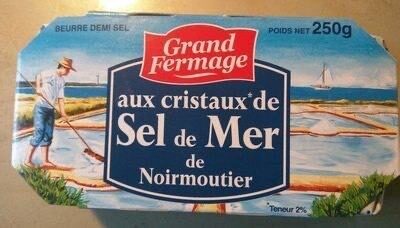 BEURRE DEMI SEL
POIDS NET 250g
Grand
Fermage
aux cristaux*de
Sel de Mer
de
Noirmoutier
*Teneur 2%